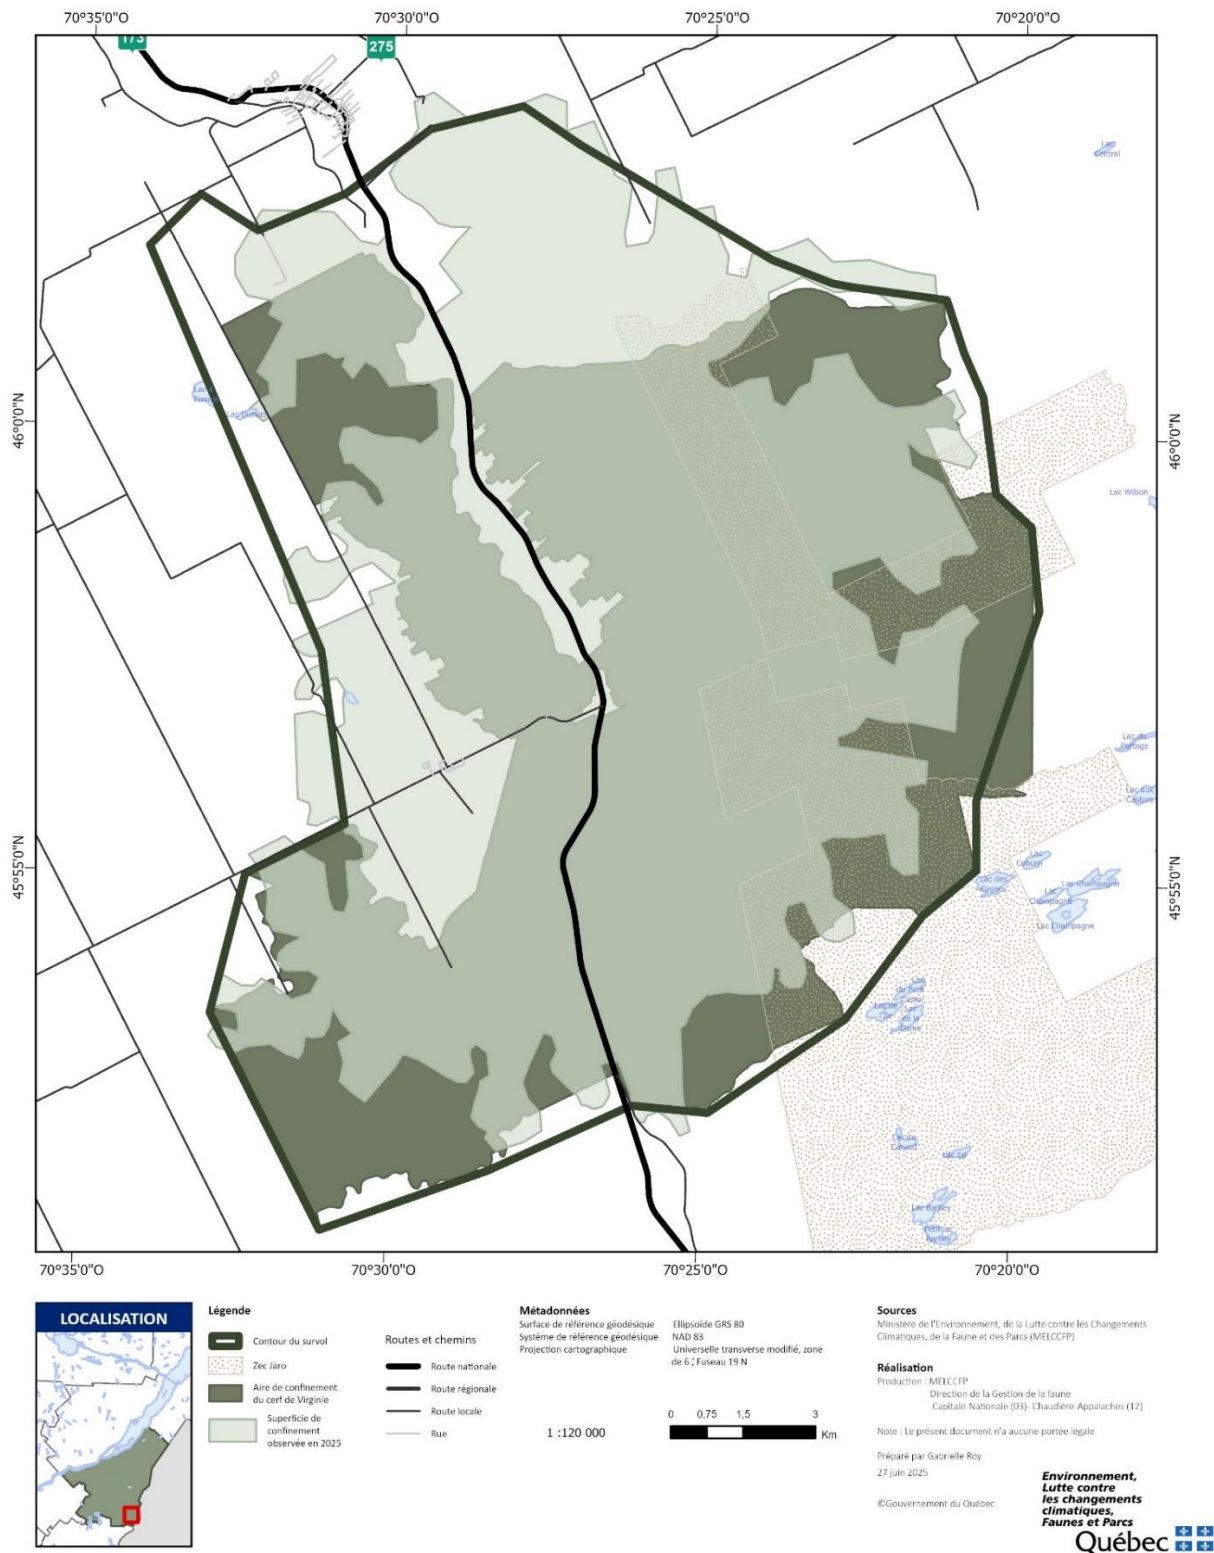 70°35'0"O 70°30'0"O 70°25'0"O 70°20'0"O
173
275
Lac
Central
46°0'0"N
46°0'0"N
Lac
France
Lac Dumas
Lac Wilson
Lac du
Portage
Lac aux
Castors
45°55'0"N
45°55'0"N
Lac
Coburn
Lac des
Cygnes
Lac Champagne
Lac
Champagne
Lac Champagne
Lac
du Petit
Castor
Lac de
l'Île
Lac
de la
Dame
Lac du
Canard
Lac Ed
Lac Bartley
Petit lac
Bartley
70°35'0"O 70°30'0"O 70°25'0"O 70°20'0"O
LOCALISATION
Légende
Contour du survol
Zec Jaro
Aire de confinement
du cerf de Virginie
Superficie de
confinement
observée en 2025
Routes et chemins
Route nationale
Route régionale
Route locale
Rue
Métadonnées
Surface de référence géodésique Ellipsoïde GRS 80
Système de référence géodésique NAD 83
Projection cartographique Universelle transverse modifié, zone
de 6°, Fuseau 19 N
1 :120 000
0 0,75 1,5 3
Km
Sources
Ministère de l'Environnement, de la Lutte contre les Changements
Climatiques, de la Faune et des Parcs (MELCCFP)
Réalisation
Production : MELCCFP
Direction de la Gestion de la faune
Capitale-Nationale (03)- Chaudière-Appalaches (12)
Note : Le présent document n'a aucune portée légale
Préparé par Gabrielle Roy
27 juin 2025
©Gouvernement du Québec
Environnement,
Lutte contre
les changements
climatiques,
Faunes et Parcs
Québec